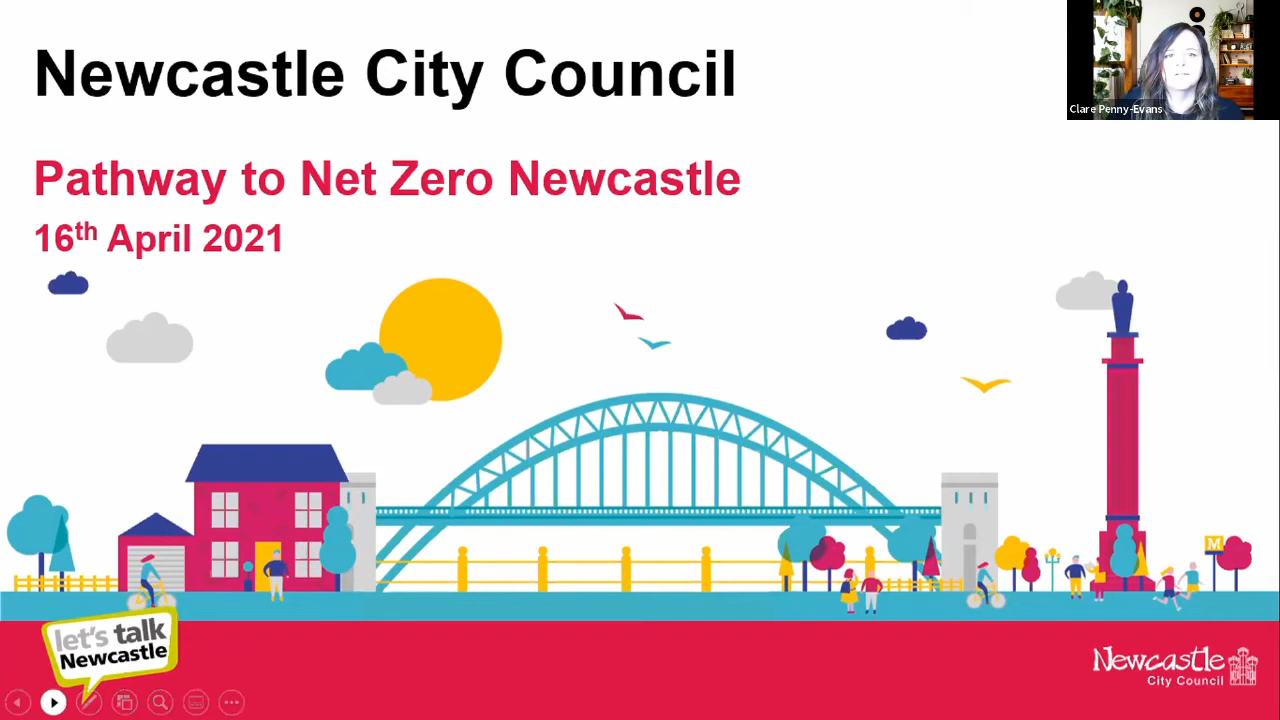 Newcastle City Council
Clare Penny-Evans
Pathway to Net Zero Newcastle
16th April 2021
M
let's talk
Newcastle
Newcastle
City Council